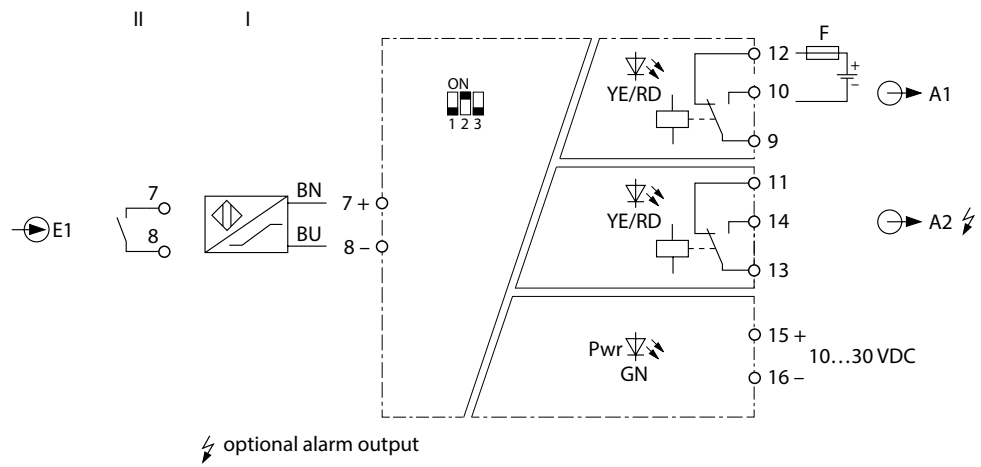 II I
F
12
+
–
YE/RD
10
A1
ON
1 2 3
9
11
7
BN
7 +
YE/RD
14
A2
E1
8
BU
8 –
13
15 +
Pwr
10…30 VDC
GN
16 –
optional alarm output